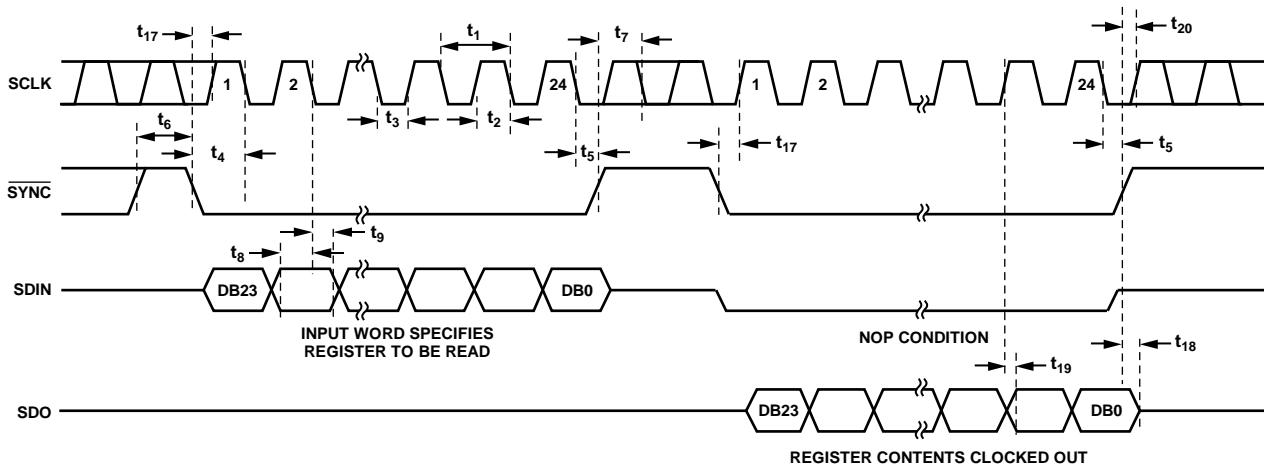 t17
t1
t7
t20
SCLK
1
2
24
1
2
24
t3
t2
t6
t4
t5
t17
t5
SYNC
t9
t8
SDIN
DB23
DB0
INPUT WORD SPECIFIES
REGISTER TO BE READ
NOP CONDITION
t18
t19
SDO
DB23
DB0
REGISTER CONTENTS CLOCKED OUT